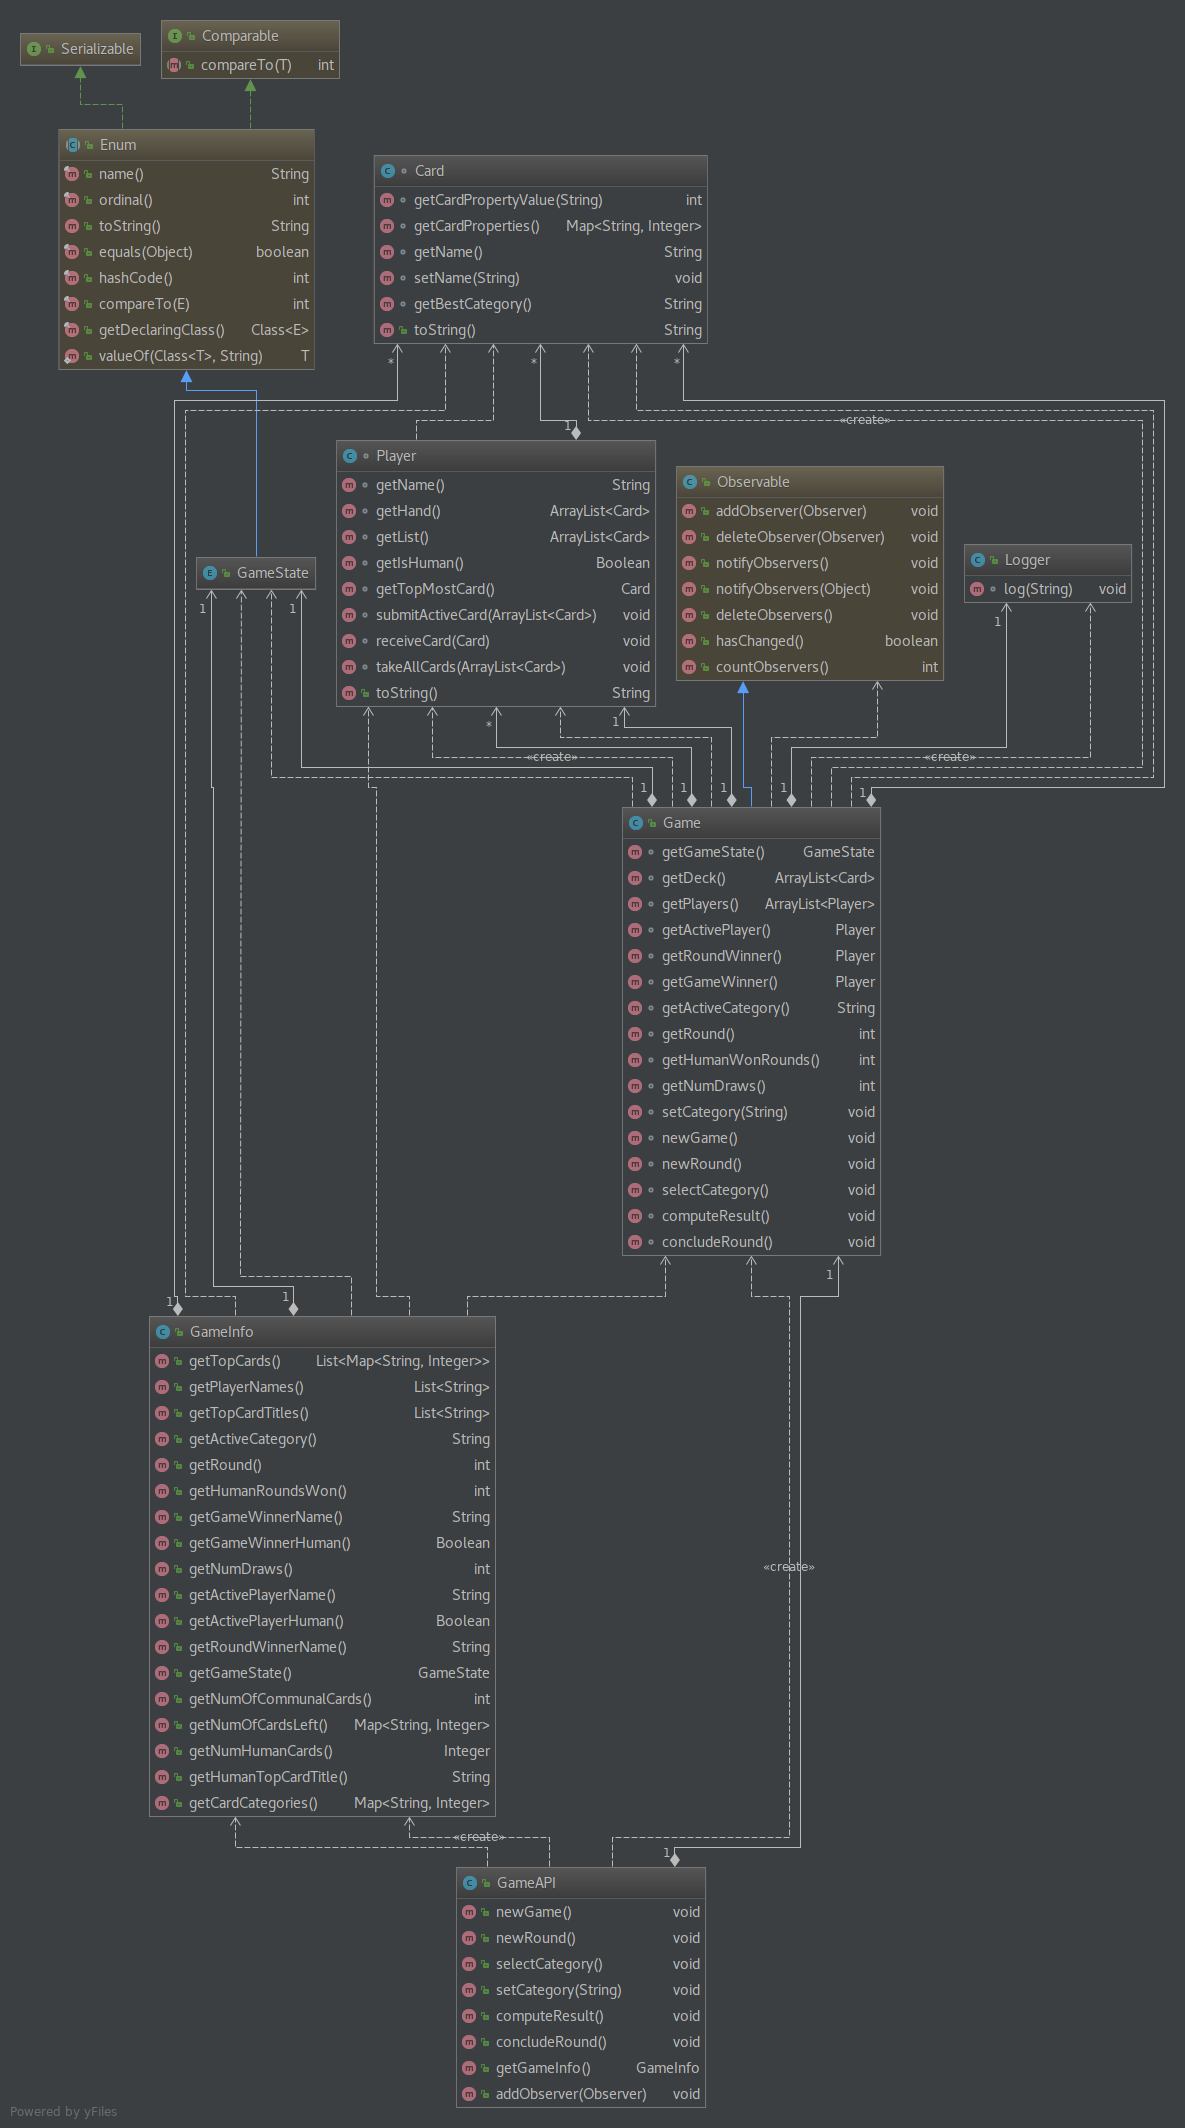 Serializable
Comparable
compareTo(T) int
Enum
name() String
ordinal() int
toString() String
equals(Object) boolean
hashCode() int
compareTo(E) int
getDeclaringClass() Class<E>
valueOf(Class<T>, String) T
Card
getCardPropertyValue(String) int
getCardProperties() Map<String, Integer>
getName() String
setName(String) void
getBestCategory() String
toString() String
* * *
«create»
1
Player
getName() String
getHand() ArrayList<Card>
getList() ArrayList<Card>
getIsHuman() Boolean
getTopMostCard() Card
submitActiveCard(ArrayList<Card>) void
receiveCard(Card) void
takeAllCards(ArrayList<Card>) void
toString() String
Observable
addObserver(Observer) void
deleteObserver(Observer) void
notifyObservers() void
notifyObservers(Object) void
deleteObservers() void
hasChanged() boolean
countObservers() int
Logger
log(String) void
1
GameState
1 1
* 1
«create» «create»
1 1 1 1 1
Game
getGameState() GameState
getDeck() ArrayList<Card>
getPlayers() ArrayList<Player>
getActivePlayer() Player
getRoundWinner() Player
getGameWinner() Player
getActiveCategory() String
getRound() int
getHumanWonRounds() int
getNumDraws() int
setCategory(String) void
newGame() void
newRound() void
selectCategory() void
computeResult() void
concludeRound() void
1
1 1
GameInfo
getTopCards() List<Map<String, Integer>>
getPlayerNames() List<String>
getTopCardTitles() List<String>
getActiveCategory() String
getRound() int
getHumanRoundsWon() int
getGameWinnerName() String
getGameWinnerHuman() Boolean
getNumDraws() int
getActivePlayerName() String
getActivePlayerHuman() Boolean
getRoundWinnerName() String
getGameState() GameState
getNumOfCommunalCards() int
getNumOfCardsLeft() Map<String, Integer>
getNumHumanCards() Integer
getHumanTopCardTitle() String
getCardCategories() Map<String, Integer>
«create»
«create»
1
GameAPI
newGame() void
newRound() void
selectCategory() void
setCategory(String) void
computeResult() void
concludeRound() void
getGameInfo() GameInfo
addObserver(Observer) void
Powered by yFiles